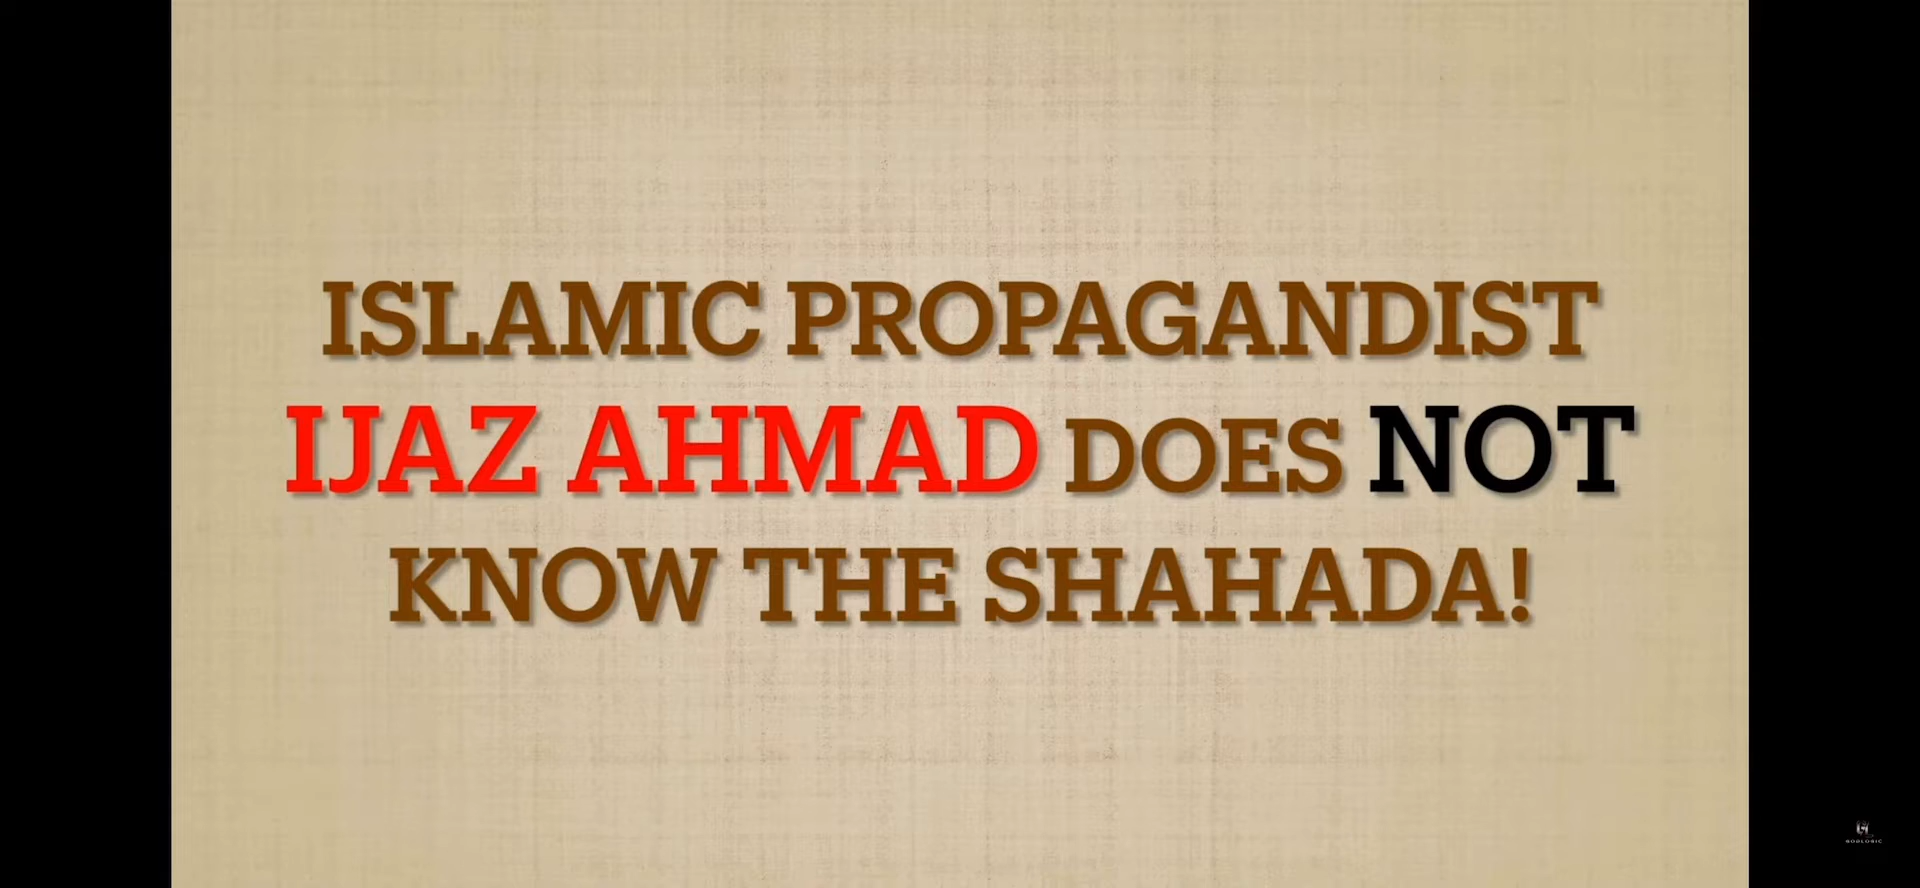 ISLAMIC PROPAGANDIST
IJAZ AHMAD DOES NOT
KNOW THE SHAHADA!